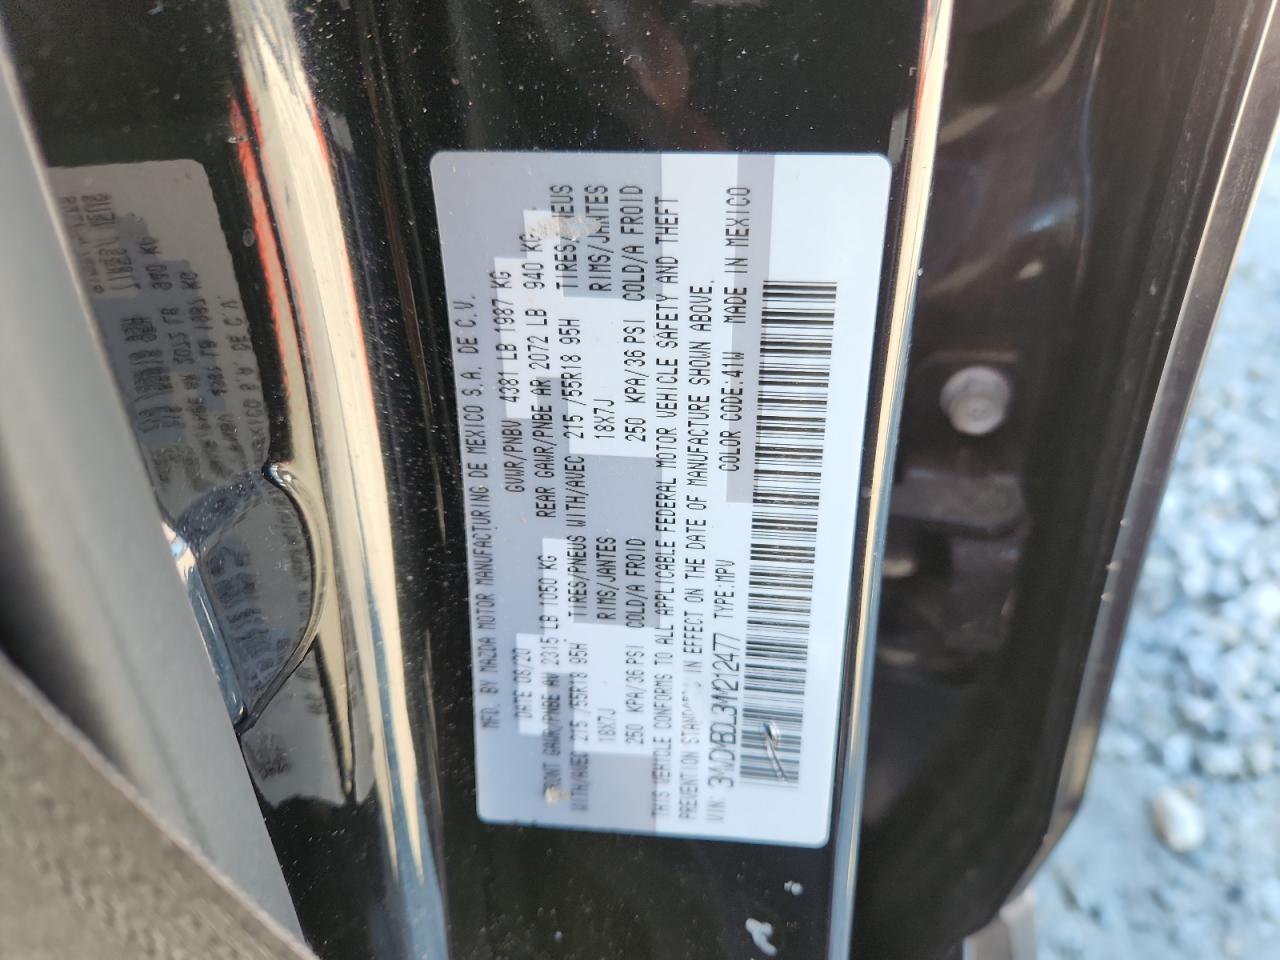 MFD. BY MAZDA MOTOR MANUFACTURING DE MEXICO S.A. DE C.V.
DATE 08/20 GVWR/PNBV 4381 LB 1987 KG
FRONT GAWR/PNBE AV 2315 LB 1050 KG REAR GAWR/PNBE AR 2072 LB 940 KG
WITH/AVEC 215 /55R18 95H TIRES/PNEUS WITH/AVEC 215 /55R18 95H TIRES/PNEUS
18X7J RIMS/JANTES 18X7J RIMS/JANTES
250 KPA/36 PSI COLD/A FROID 250 KPA/36 PSI COLD/A FROID
THIS VEHICLE CONFORMS TO ALL APPLICABLE FEDERAL MOTOR VEHICLE SAFETY AND THEFT
PREVENTION STANDARDS IN EFFECT ON THE DATE OF MANUFACTURE SHOWN ABOVE.
VIN: 3MVDMBDL3MM212477 TYPE:MPV COLOR CODE:41W MADE IN MEXICO